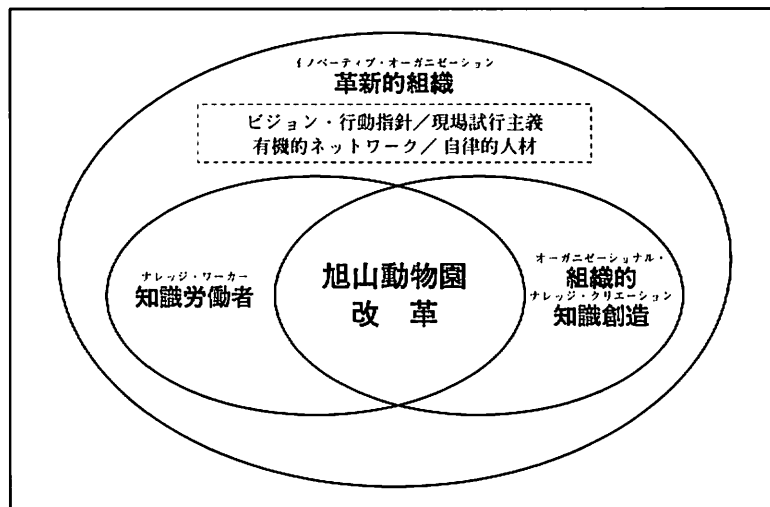 イノベーティブ・オーガニゼーション
革新的組織
ビジョン・行動指針／現場試行主義
有機的ネットワーク／自律的人材
ナレッジ・ワーカー
知識労働者
旭山動物園
改革
オーガニゼーショナル・
組織的
ナレッジ・クリエーション
知識創造